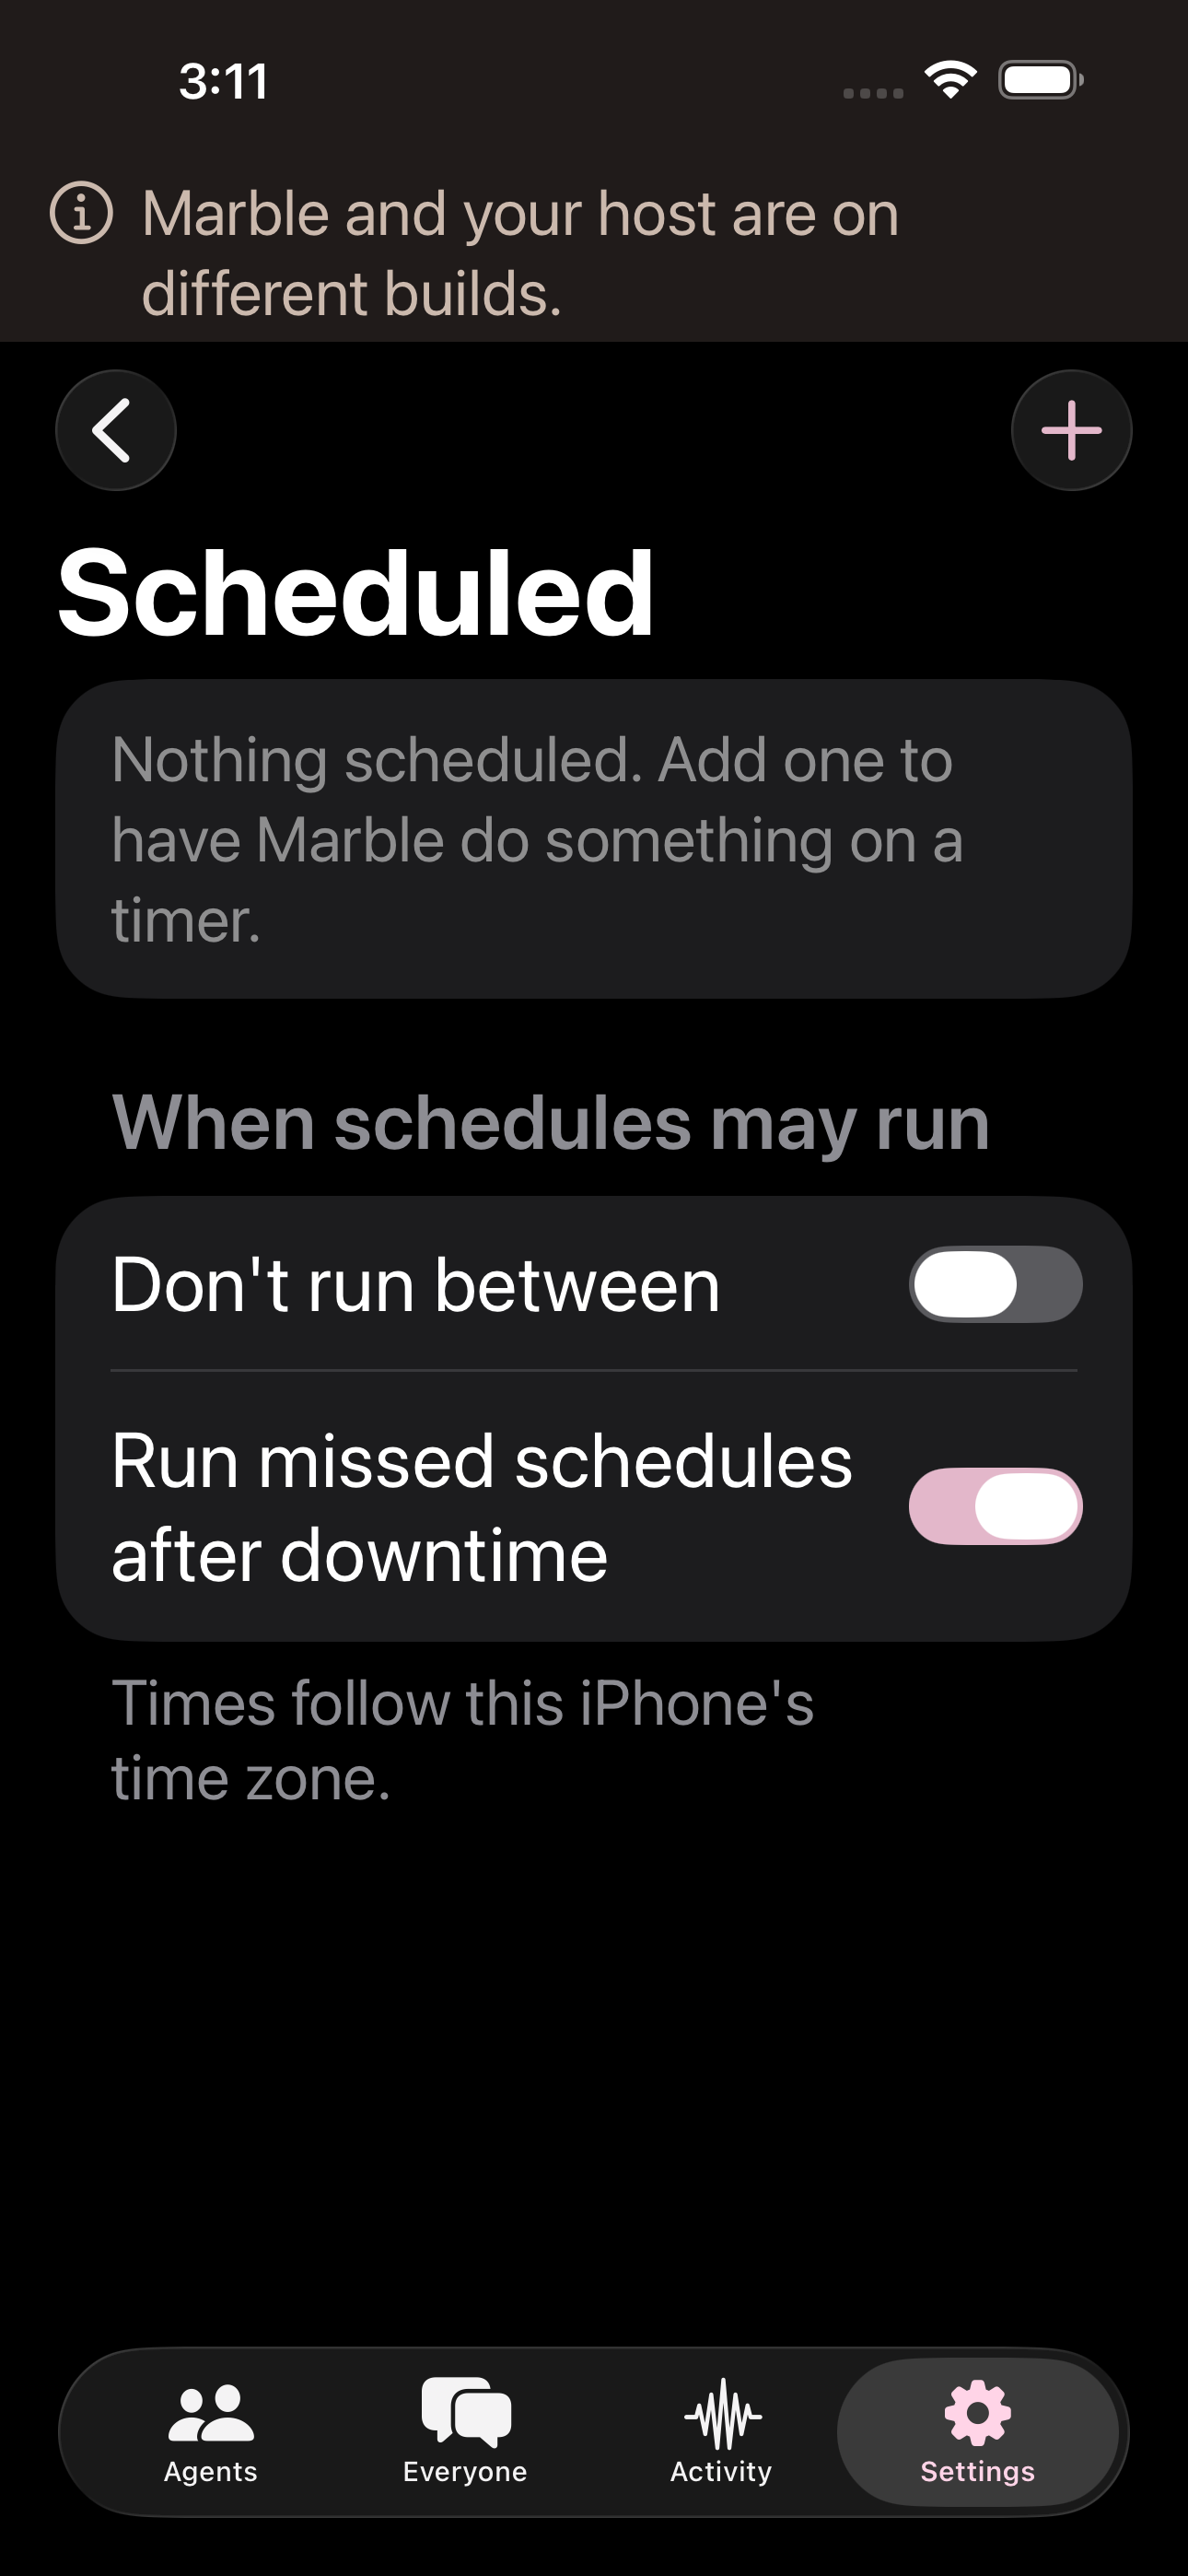 3:11
Marble and your host are on
different builds.
Scheduled
Nothing scheduled. Add one to
have Marble do something on a
timer.
When schedules may run
Don't run between
Run missed schedules
after downtime
Times follow this iPhone's
time zone.
Agents
Everyone
Activity
Settings